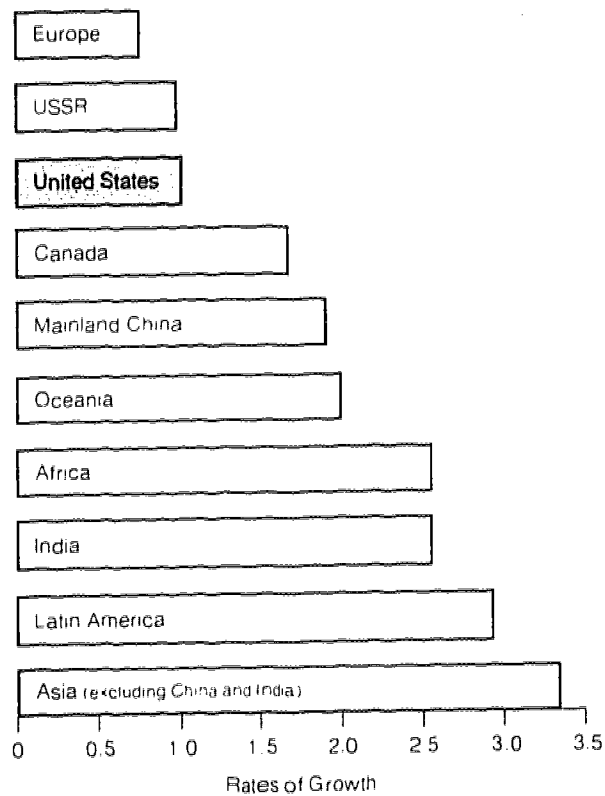 Europe
USSR
United States
Canada
Mainland China
Oceania
Africa
India
Latin America
Asia (excluding China and India)
0 0.5 1.0 1.5 2.0 2.5 3.0 3.5
Rates of Growth